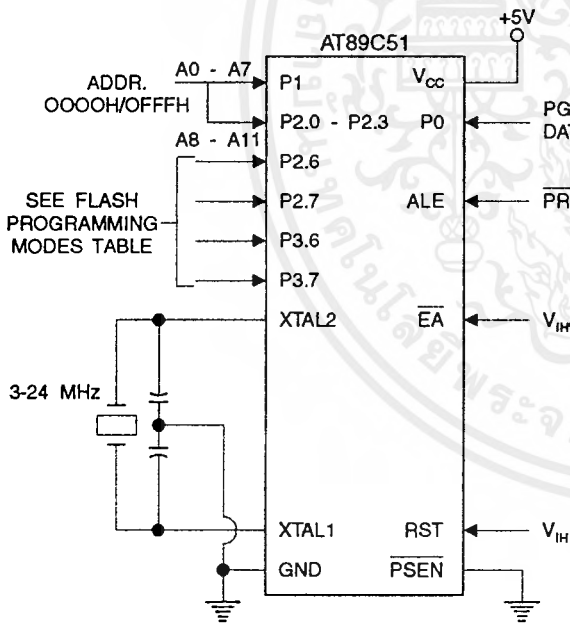 +5V
AT89C51
A0 - A7
ADDR.
OOOOH/OFFFH
P1
VCC
P2.0 - P2.3
P0
PG
DAT
A8 - A11
P2.6
SEE FLASH
PROGRAMMING
MODES TABLE
P2.7
ALE
PR
P3.6
P3.7
XTAL2
EA
VIH
3-24 MHz
XTAL1
RST
VIH
GND
PSEN